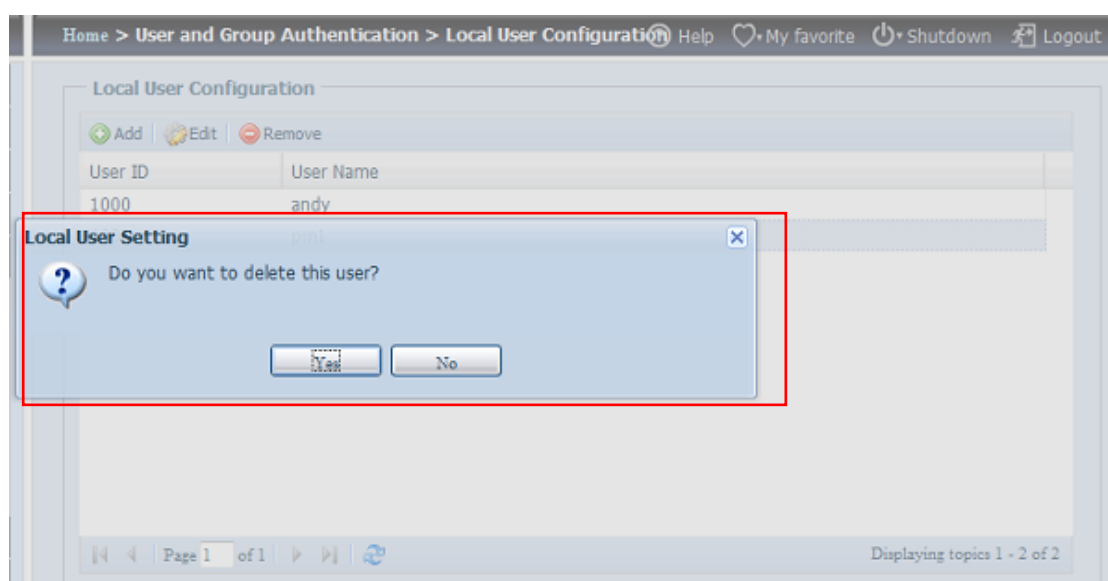 Home > User and Group Authentication > Local User Configuration Help My favorite Shutdown Logout
Local User Configuration
Add Edit Remove
User ID User Name
1000 andy
Local User Setting
Do you want to delete this user?
Yes No
Page 1 of 1 Displaying topics 1 - 2 of 2